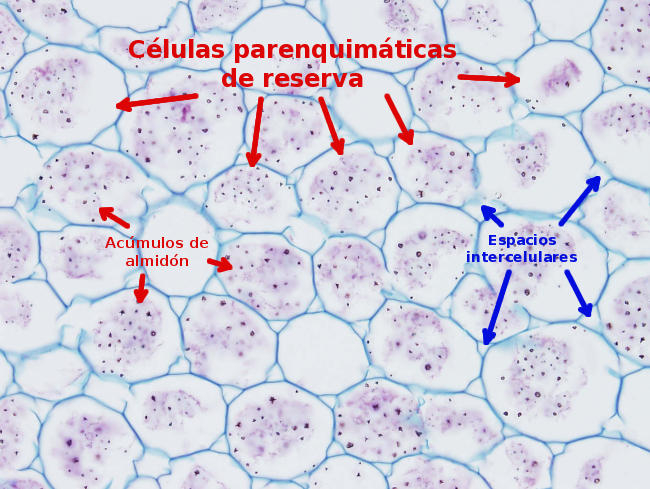 Células parenquimáticas
de reserva
Acúmulos de
almidón
Espacios
intercelulares